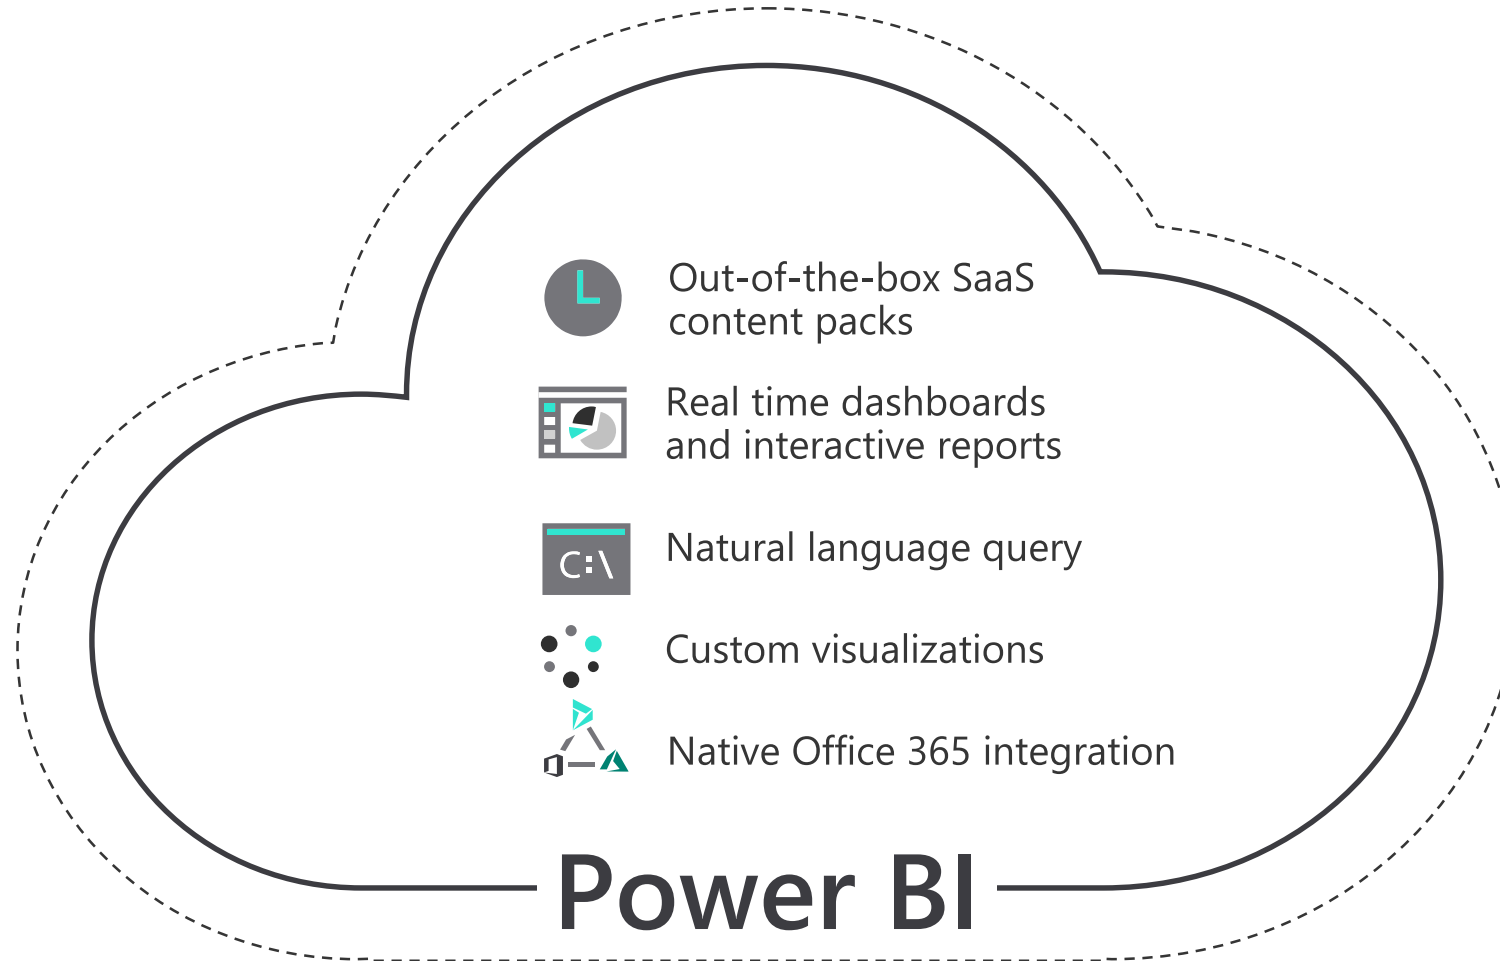 Out-of-the-box SaaS
content packs
Real time dashboards
and interactive reports
C:\
Natural language query
Custom visualizations
Native Office 365 integration
Power BI